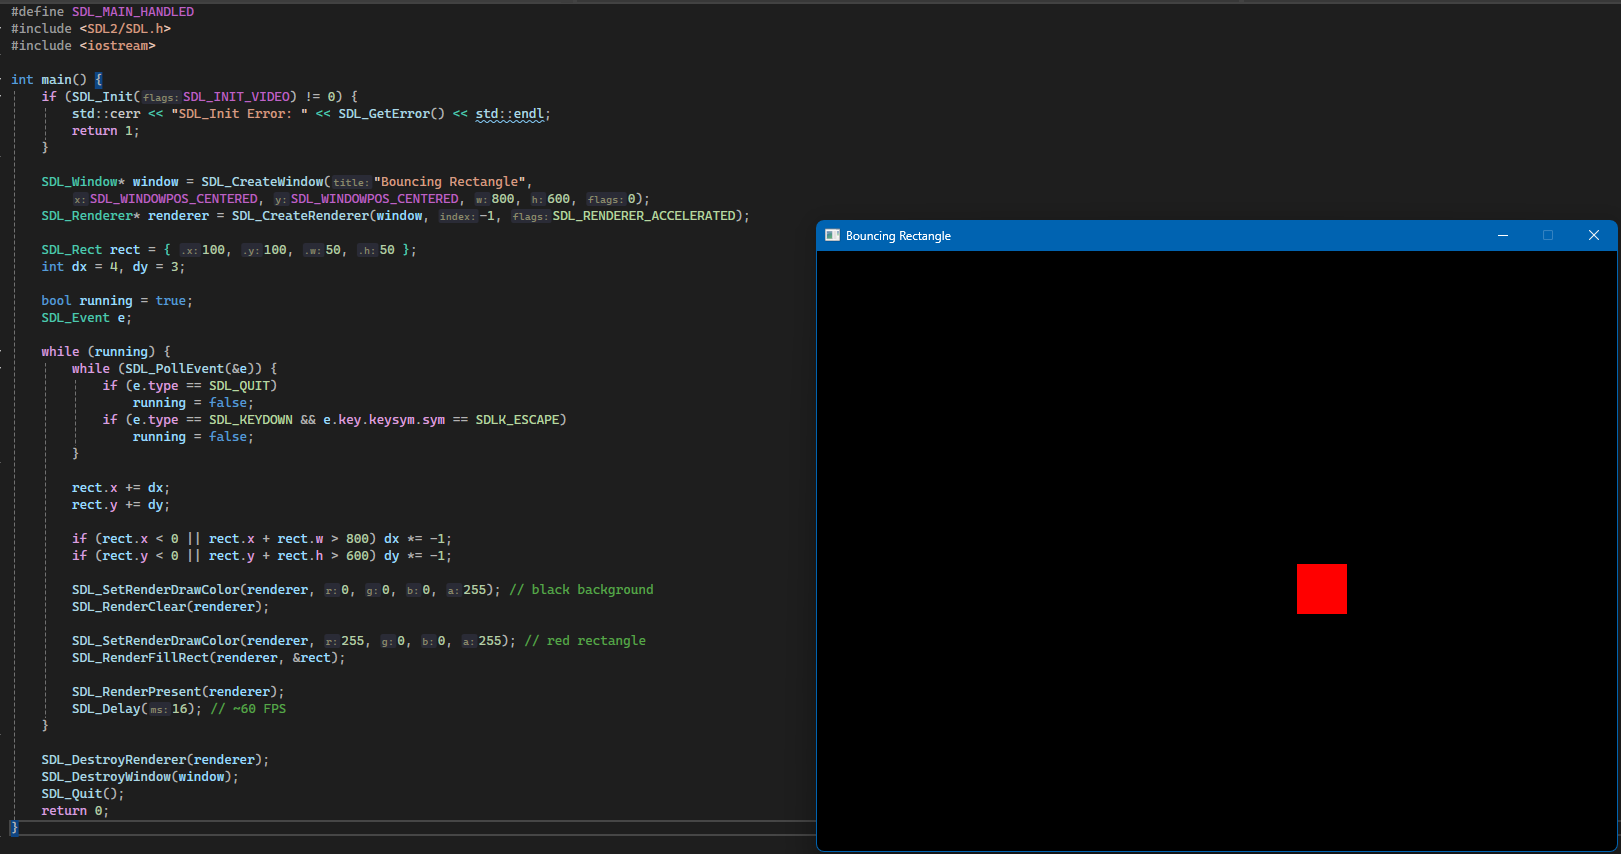 #define SDL_MAIN_HANDLED
#include <SDL2/SDL.h>
#include <iostream>
int main() {
if (SDL_Init(flags:SDL_INIT_VIDEO) != 0) {
std::cerr << "SDL_Init Error: " << SDL_GetError() << std::endl;
return 1;
}
SDL_Window* window = SDL_CreateWindow(title:"Bouncing Rectangle",
x:SDL_WINDOWPOS_CENTERED, y:SDL_WINDOWPOS_CENTERED, w:800, h:600, flags:0);
SDL_Renderer* renderer = SDL_CreateRenderer(window, index:-1, flags:SDL_RENDERER_ACCELERATED);
SDL_Rect rect = { .x:100, .y:100, .w:50, .h:50 };
int dx = 4, dy = 3;
bool running = true;
SDL_Event e;
while (running) {
while (SDL_PollEvent(&e)) {
if (e.type == SDL_QUIT)
running = false;
if (e.type == SDL_KEYDOWN && e.key.keysym.sym == SDLK_ESCAPE)
running = false;
}
rect.x += dx;
rect.y += dy;
if (rect.x < 0 || rect.x + rect.w > 800) dx *= -1;
if (rect.y < 0 || rect.y + rect.h > 600) dy *= -1;
SDL_SetRenderDrawColor(renderer, r:0, g:0, b:0, a:255); // black background
SDL_RenderClear(renderer);
SDL_SetRenderDrawColor(renderer, r:255, g:0, b:0, a:255); // red rectangle
SDL_RenderFillRect(renderer, &rect);
SDL_RenderPresent(renderer);
SDL_Delay(ms:16); // ~60 FPS
}
SDL_DestroyRenderer(renderer);
SDL_DestroyWindow(window);
SDL_Quit();
return 0;
}
Bouncing Rectangle